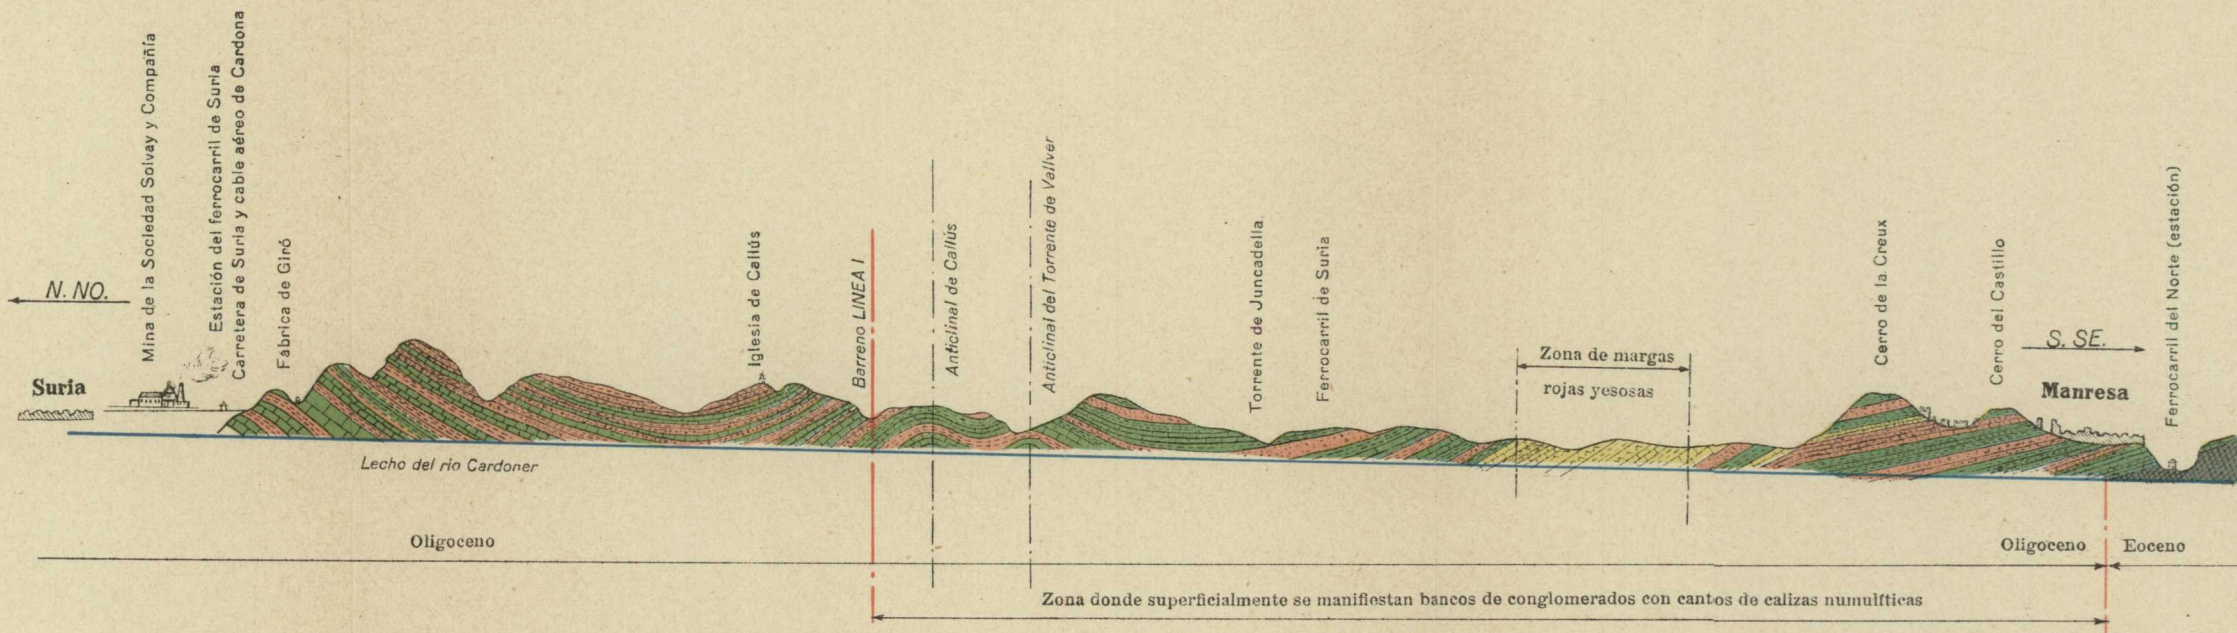 N. NO.
Suria
Mina de la Sociedad Solvay y Compañía
Estación del ferrocarril de Suria
Carretera de Suria y cable aéreo de Cardona
Fábrica de Giró
Iglesia de Callús
Barreno LINEA I
Anticlinal de Callús
Anticlinal del Torrente de Vallver
Torrente de Juncadella
Ferrocarril de Suria
Zona de margas
rojas yesosas
Cerro de la Creux
Cerro del Castillo
S. SE.
Manresa
Ferrocarril del Norte (estación)
Lecho del rio Cardoner
Oligoceno
Oligoceno
Eoceno
Zona donde superficialmente se manifiestan bancos de conglomerados con cantos de calizas numulíticas